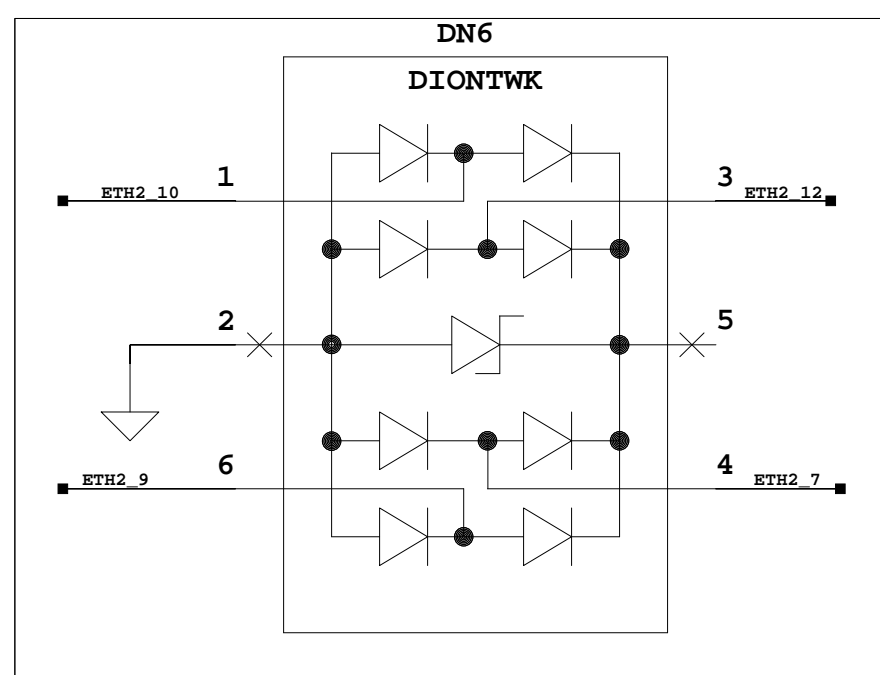 DN6
DIONTWK
1
3
ETH2_10
ETH2_12
2
5
6
4
ETH2_9
ETH2_7